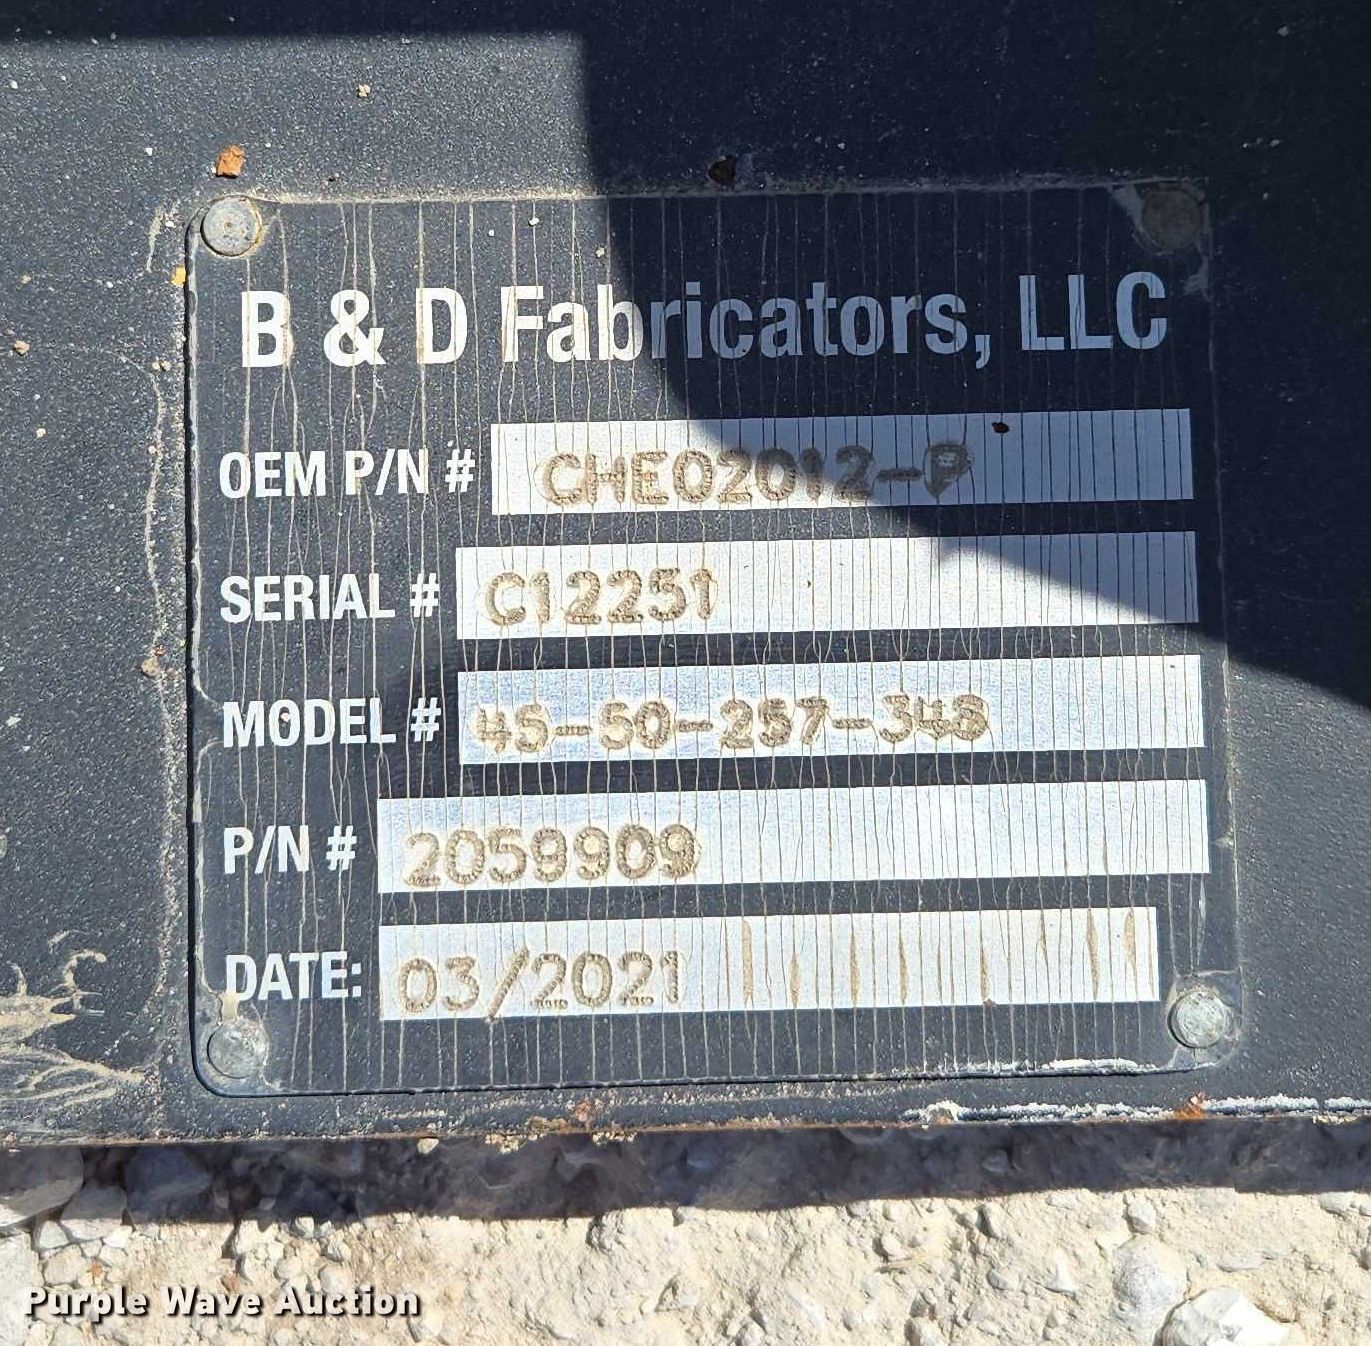 B & D Fabricators, LLC
OEM P/N # CHE02012-P
SERIAL # C12251
MODEL # 45-50-257-348
P/N # 2059909
DATE: 03/2021
Purple Wave Auction